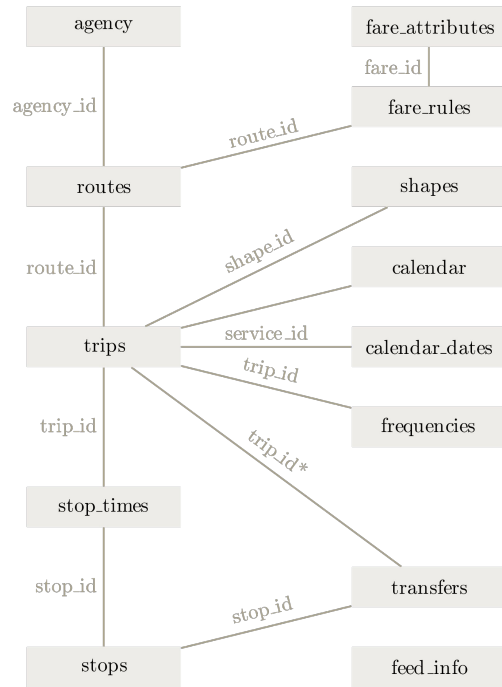 agency
fare_attributes
agency_id
fare_id
fare_rules
route_id
routes
shapes
shape_id
route_id
calendar
service_id
trips
calendar_dates
trip_id
trip_id
frequencies
trip_id*
stop_times
stop_id
transfers
stop_id
stops
feed_info